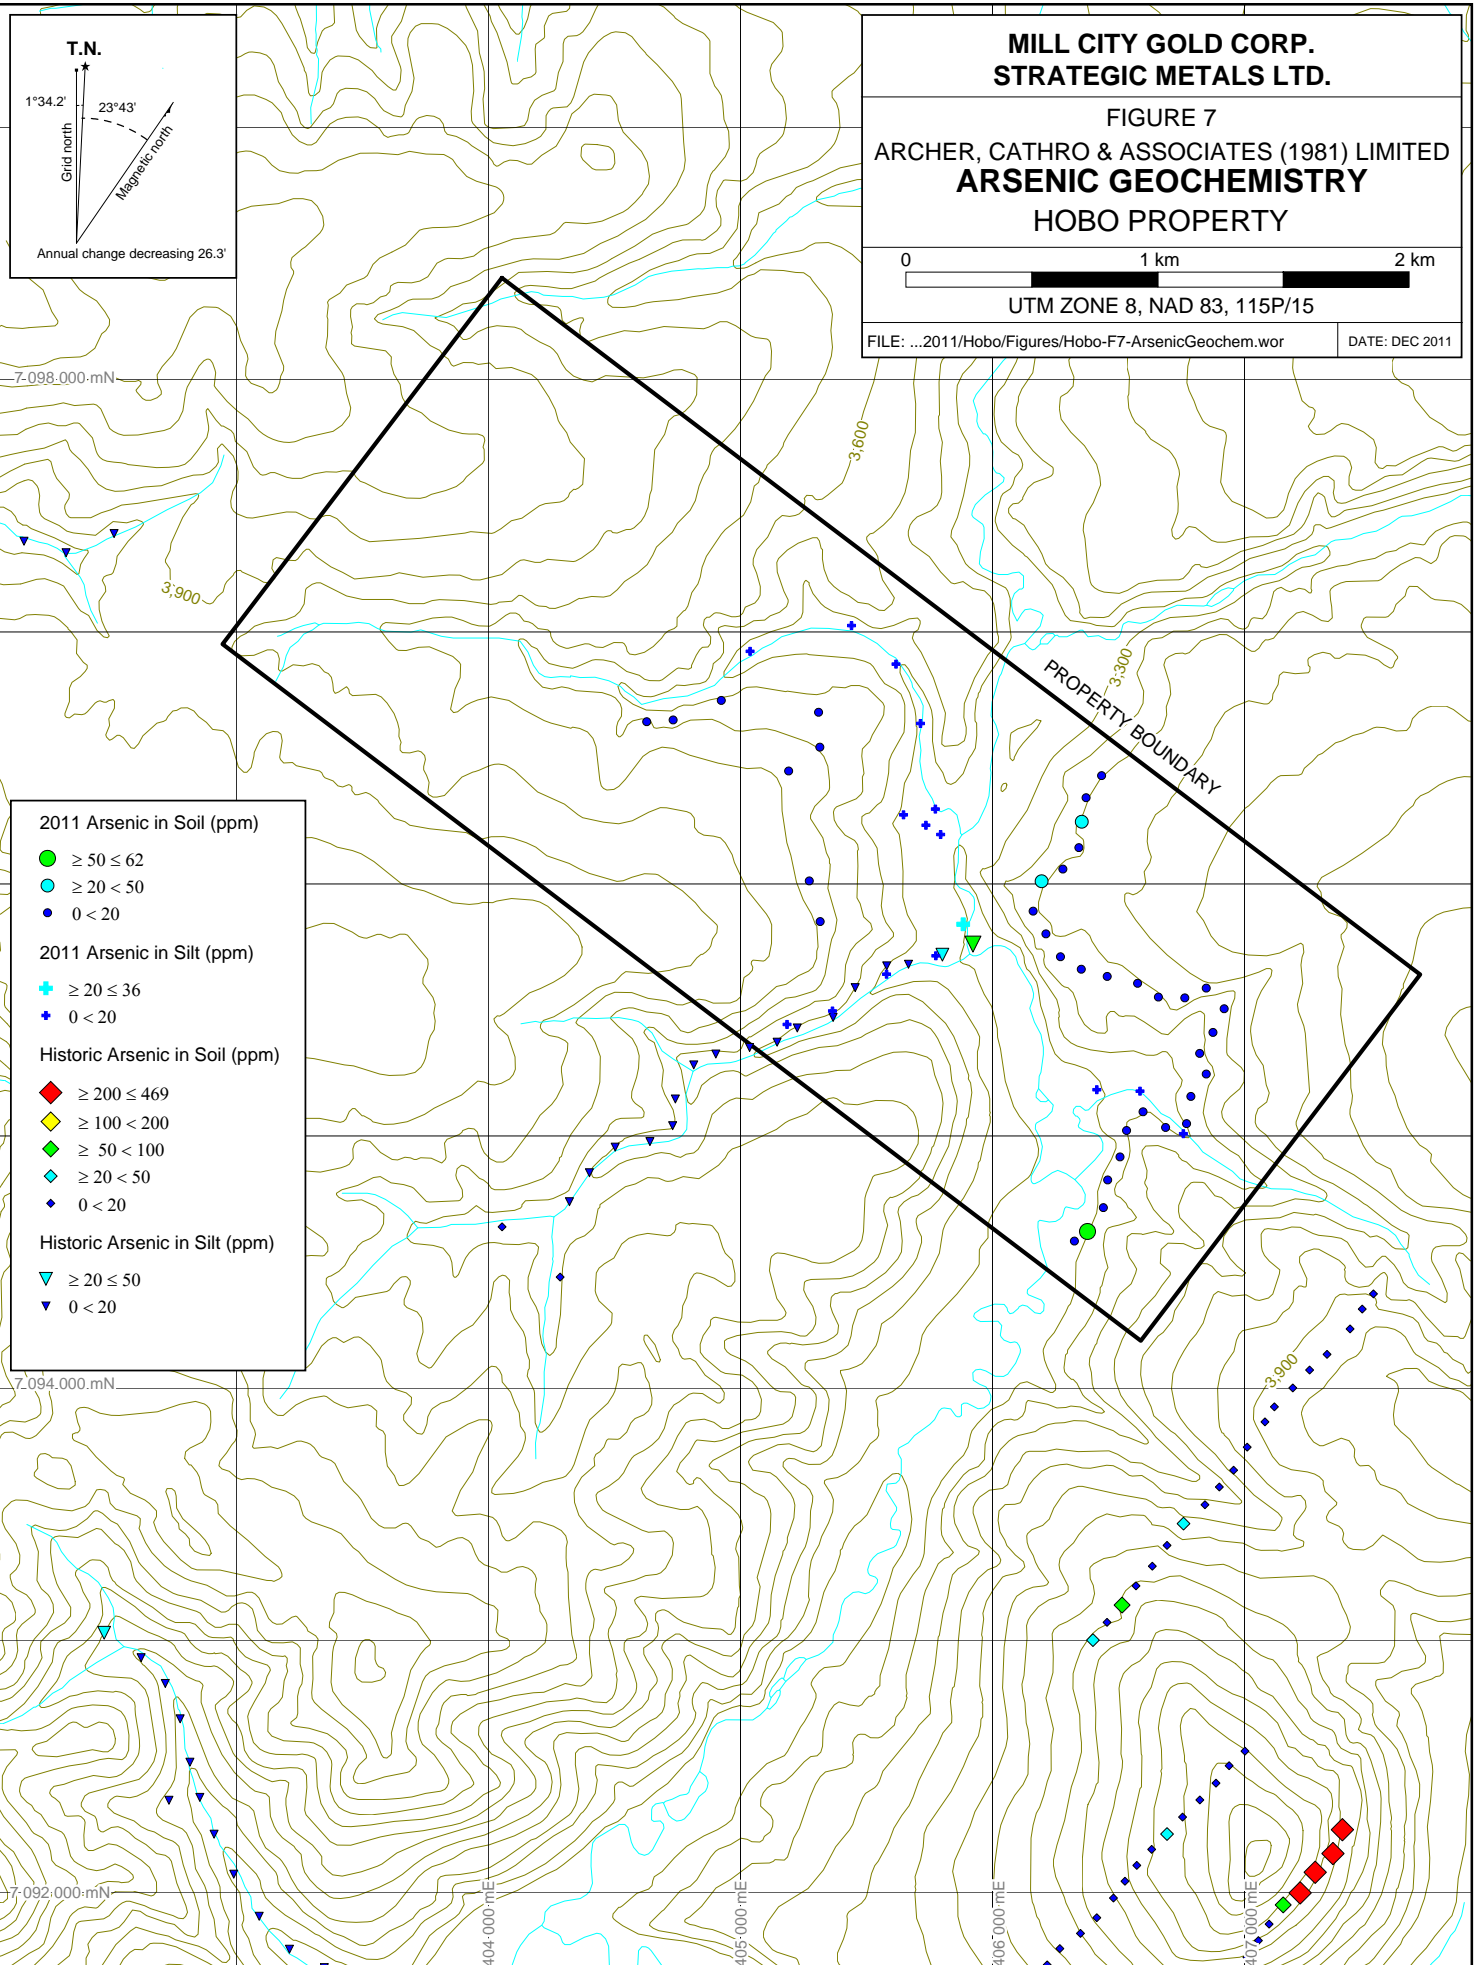 T.N.
1°34.2'
23°43'
Grid north
Magnetic north
Annual change decreasing 26.3'
MILL CITY GOLD CORP.
STRATEGIC METALS LTD.
FIGURE 7
ARCHER, CATHRO & ASSOCIATES (1981) LIMITED
ARSENIC GEOCHEMISTRY
HOBO PROPERTY
0 1 km 2 km
UTM ZONE 8, NAD 83, 115P/15
FILE: ...2011/Hobo/Figures/Hobo-F7-ArsenicGeochem.wor
DATE: DEC 2011
7 098 000 mN
3,600
3,900
3,300
PROPERTY BOUNDARY
2011 Arsenic in Soil (ppm)
≥ 50 ≤ 62
≥ 20 < 50
0 < 20
2011 Arsenic in Silt (ppm)
≥ 20 ≤ 36
0 < 20
Historic Arsenic in Soil (ppm)
≥ 200 ≤ 469
≥ 100 < 200
≥ 50 < 100
≥ 20 < 50
0 < 20
Historic Arsenic in Silt (ppm)
≥ 20 ≤ 50
0 < 20
3,900
7 094 000 mN
7 092 000 mN
404 000 mE
405 000 mE
406 000 mE
407 000 mE